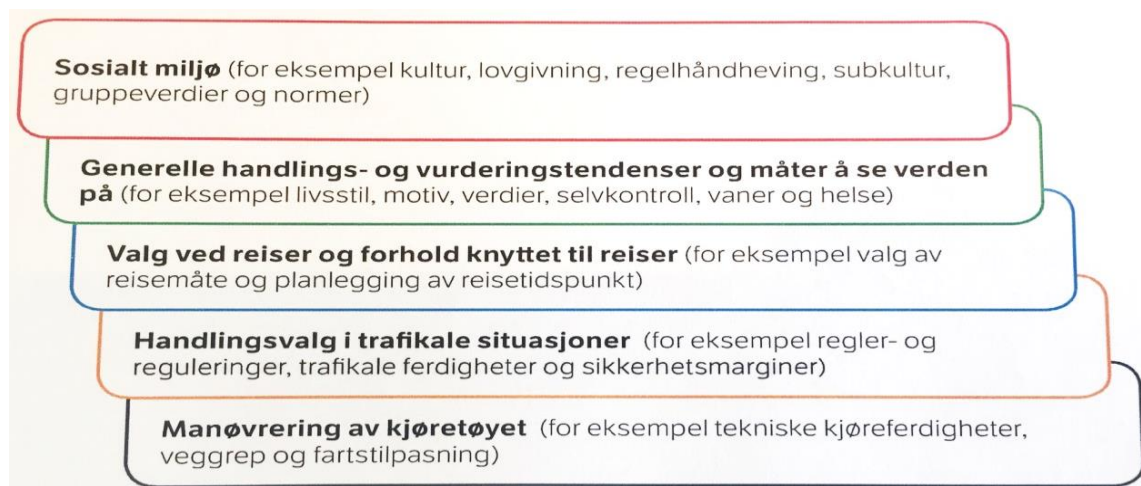 Sosialt miljø (for eksempel kultur, lovgivning, regelhåndheving, subkultur,
gruppeverdier og normer)
Generelle handlings- og vurderingstendenser og måter å se verden
på (for eksempel livsstil, motiv, verdier, selvkontroll, vaner og helse)
Valg ved reiser og forhold knyttet til reiser (for eksempel valg av
reisemåte og planlegging av reisetidspunkt)
Handlingsvalg i trafikale situasjoner (for eksempel regler- og
reguleringer, trafikale ferdigheter og sikkerhetsmarginer)
Manøvrering av kjøretøyet (for eksempel tekniske kjøreferdigheter,
veggrep og fartstilpasning)